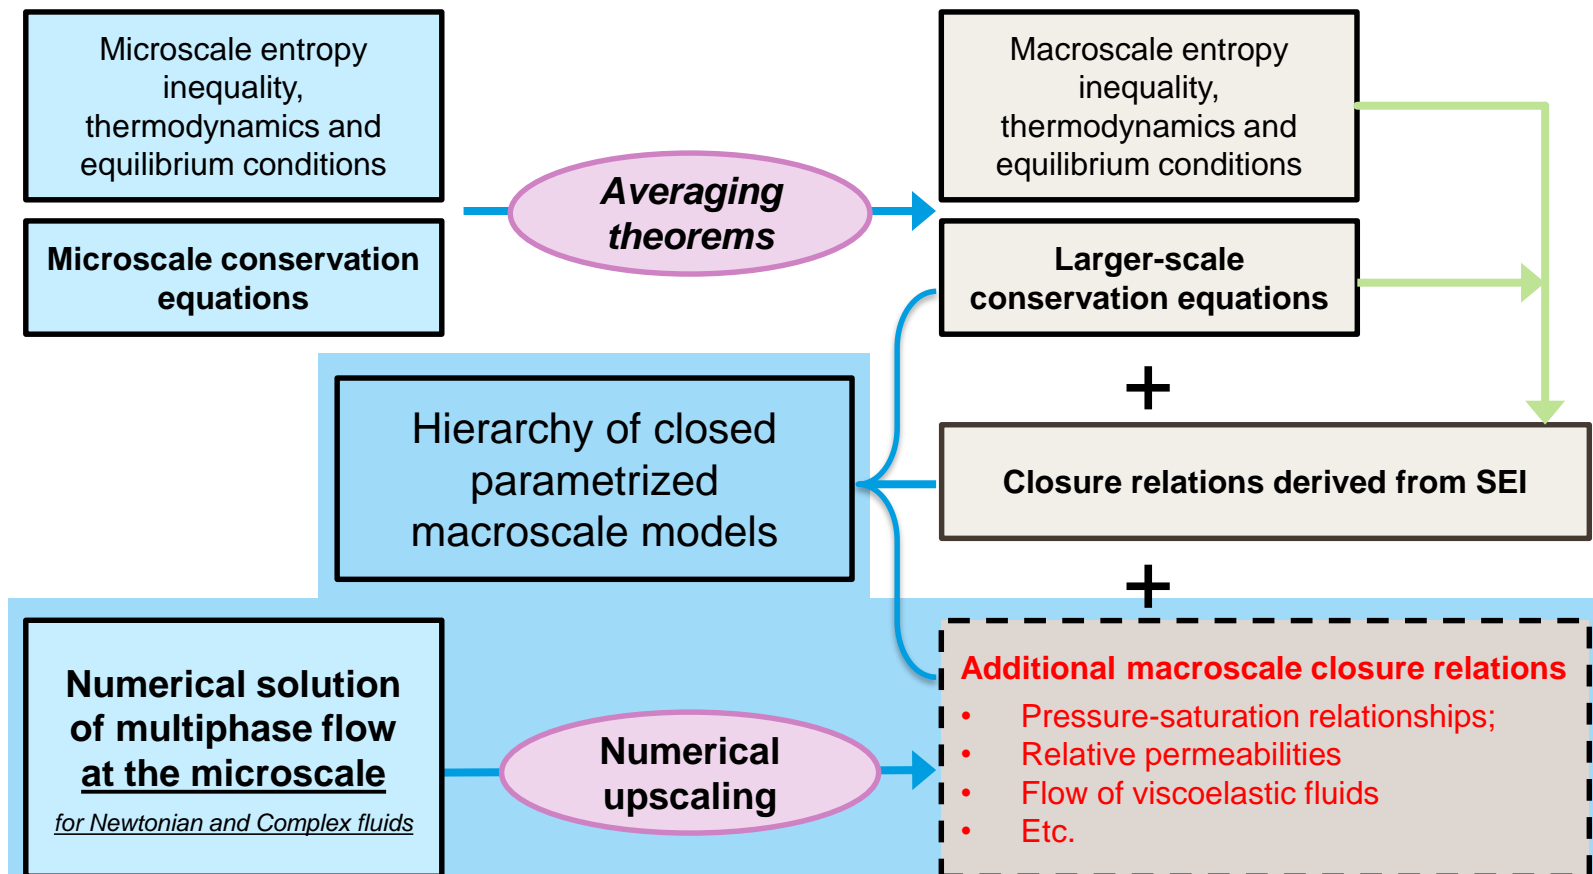 Microscale entropy
inequality,
thermodynamics and
equilibrium conditions
Microscale conservation
equations
Averaging
theorems
Macroscale entropy
inequality,
thermodynamics and
equilibrium conditions
Larger-scale
conservation equations
+
Hierarchy of closed
parametrized
macroscale models
Closure relations derived from SEI
+
Numerical solution
of multiphase flow
at the microscale
for Newtonian and Complex fluids
Numerical
upscaling
Additional macroscale closure relations
• Pressure-saturation relationships;
• Relative permeabilities
• Flow of viscoelastic fluids
• Etc.